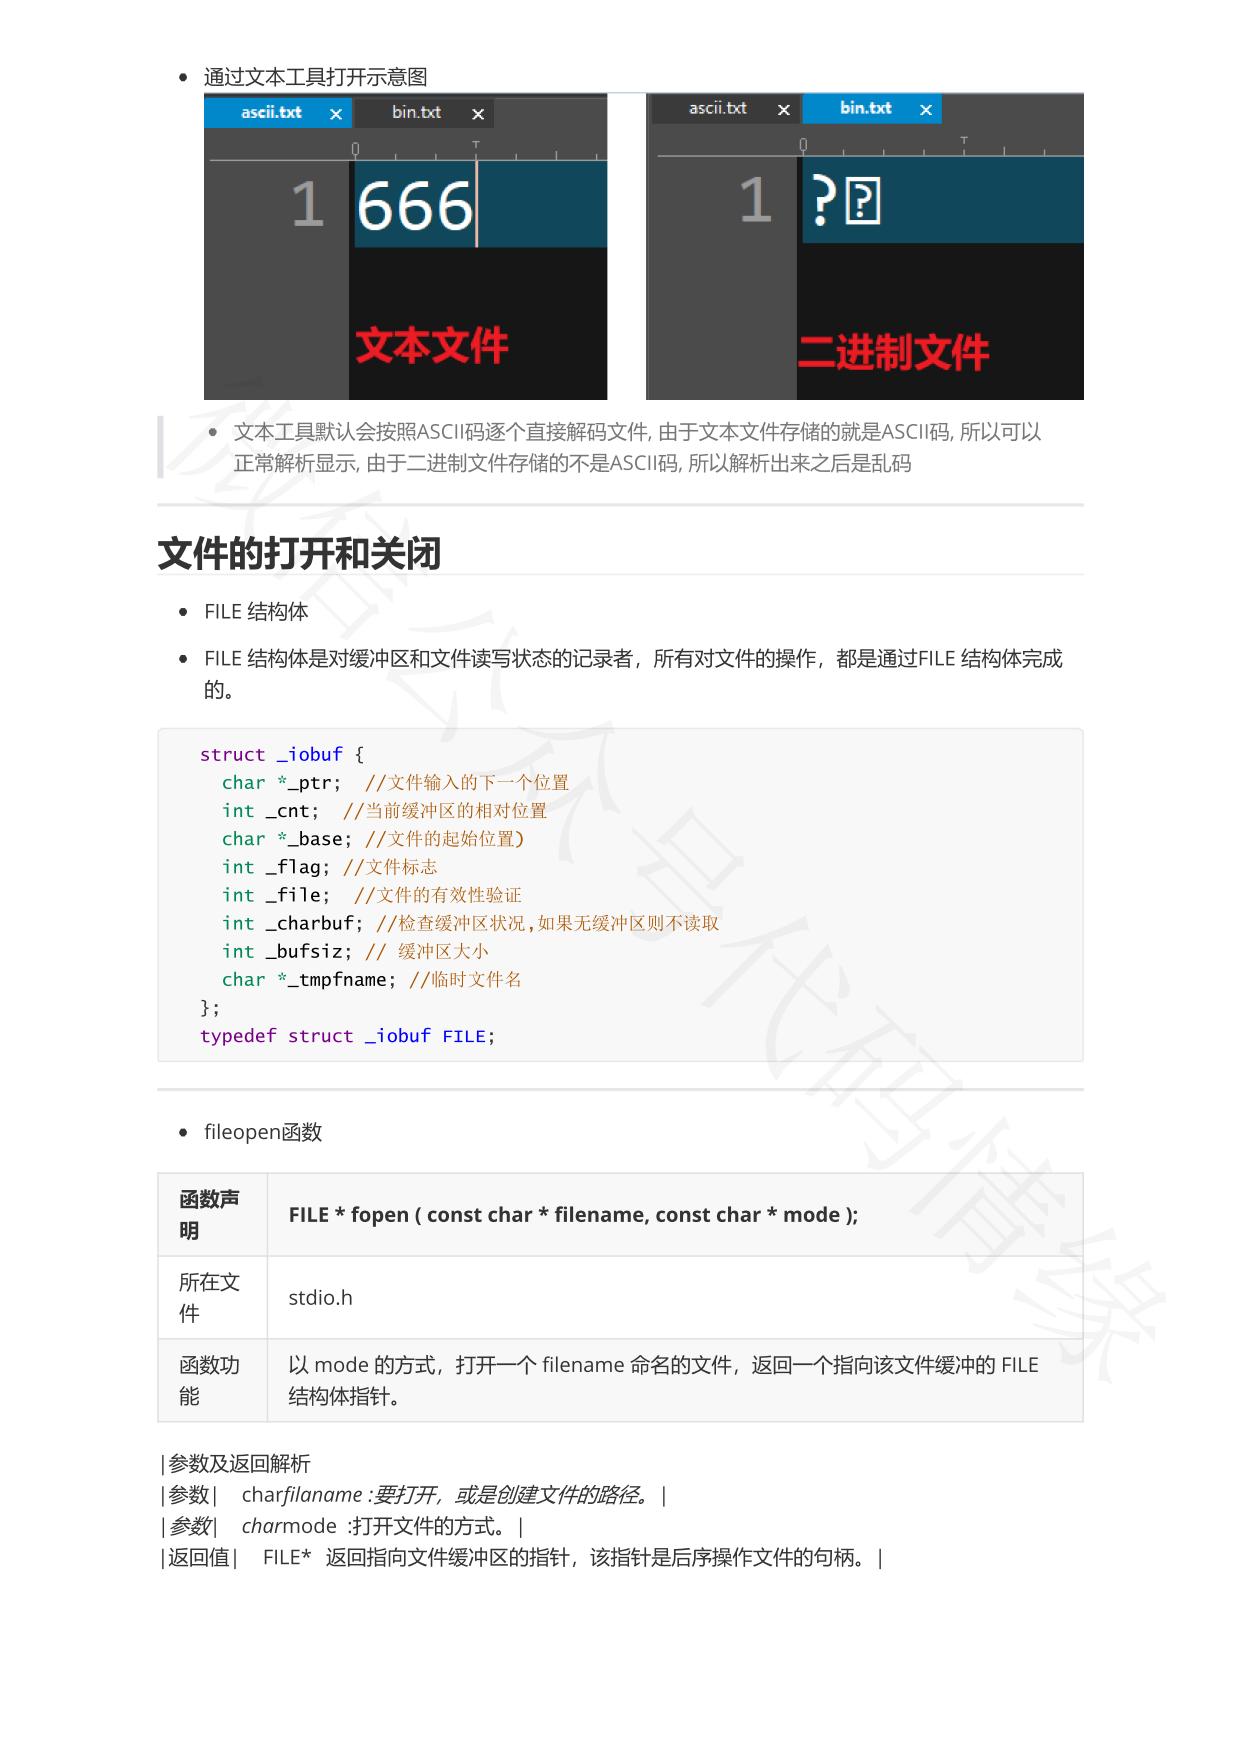 通过文本工具打开示意图
ascii.txt × bin.txt ×
1 666
文本文件
ascii.txt × bin.txt ×
1 ?⍰
二进制文件
文本工具默认会按照ASCII码逐个直接解码文件, 由于文本文件存储的就是ASCII码, 所以可以
正常解析显示, 由于二进制文件存储的不是ASCII码, 所以解析出来之后是乱码
文件的打开和关闭
FILE 结构体
FILE 结构体是对缓冲区和文件读写状态的记录者，所有对文件的操作，都是通过FILE 结构体完成
的。
struct _iobuf {
char *_ptr; //文件输入的下一个位置
int _cnt; //当前缓冲区的相对位置
char *_base; //文件的起始位置)
int _flag; //文件标志
int _file; //文件的有效性验证
int _charbuf; //检查缓冲区状况,如果无缓冲区则不读取
int _bufsiz; // 缓冲区大小
char *_tmpfname; //临时文件名
};
typedef struct _iobuf FILE;
fileopen函数
函数声
明
FILE * fopen ( const char * filename, const char * mode );
所在文
件
stdio.h
函数功
能
以 mode 的方式，打开一个 filename 命名的文件，返回一个指向该文件缓冲的 FILE
结构体指针。
|参数及返回解析
|参数| charfilaname :要打开，或是创建文件的路径。|
|参数| charmode :打开文件的方式。|
|返回值| FILE* 返回指向文件缓冲区的指针，该指针是后序操作文件的句柄。|
微信公众号代码情缘